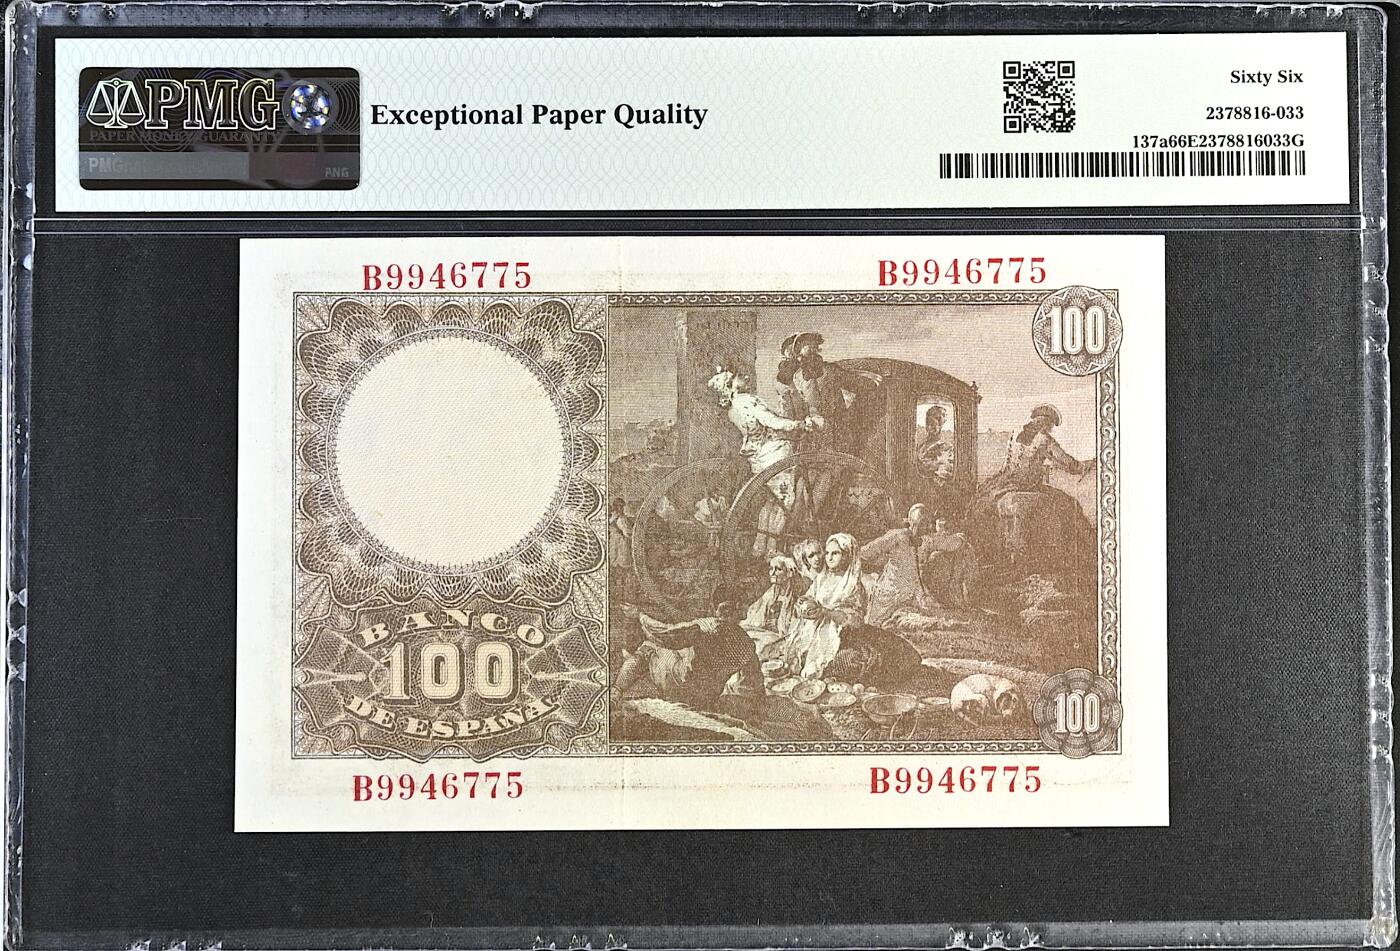 PMG
PAPER MONEY GUARANTY
Exceptional Paper Quality
Sixty Six
2378816-033
137a66E2378816033G
B9946775 B9946775
100
BANCO
100
DE ESPAÑA
100
B9946775 B9946775